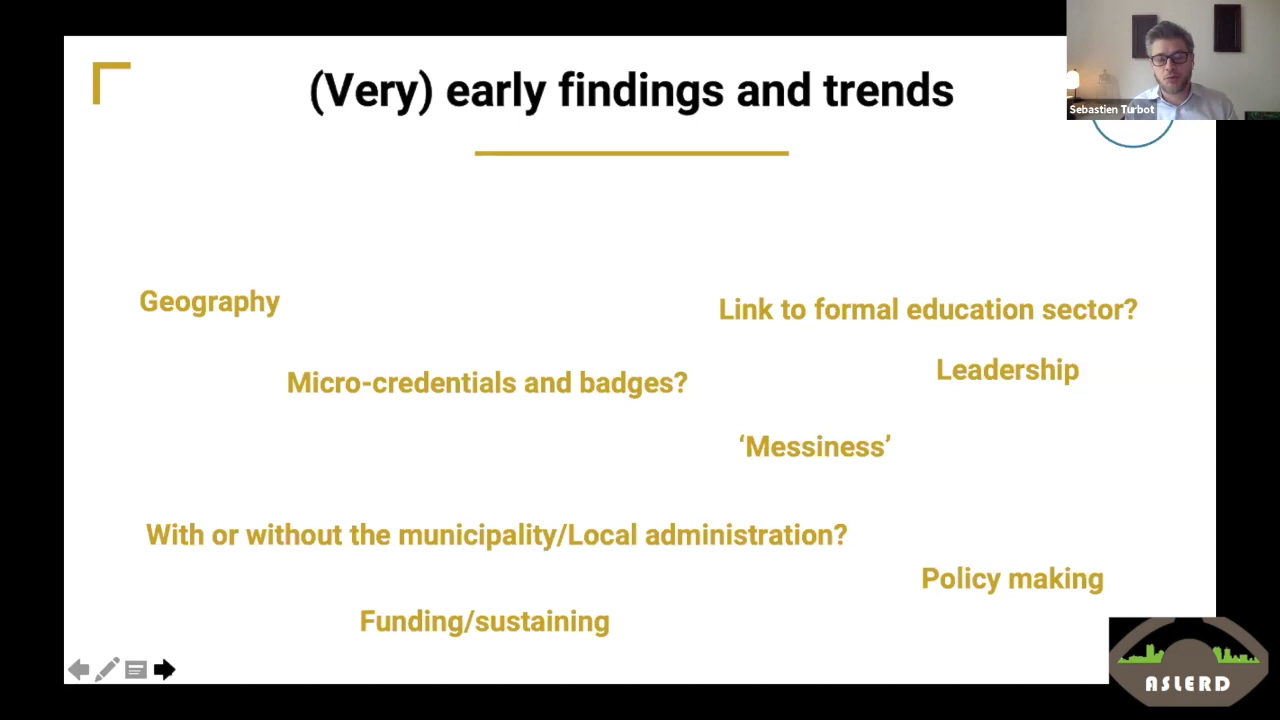 (Very) early findings and trends
Sebastien Turbot
Geography
Link to formal education sector?
Micro-credentials and badges?
Leadership
‘Messiness’
With or without the municipality/Local administration?
Policy making
Funding/sustaining
ASLERD